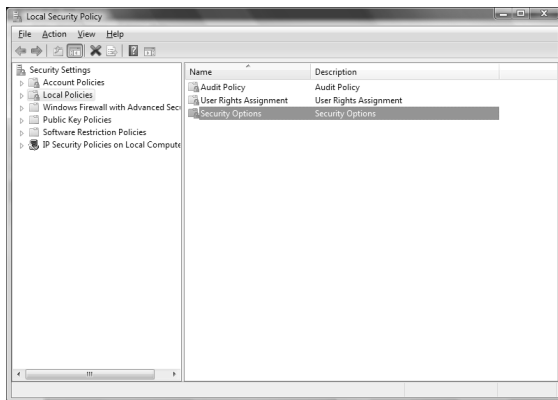 Local Security Policy
File Action View Help
Security Settings
Account Policies
Local Policies
Windows Firewall with Advanced Secu
Public Key Policies
Software Restriction Policies
IP Security Policies on Local Compute
Name Description
Audit Policy Audit Policy
User Rights Assignment User Rights Assignment
Security Options Security Options